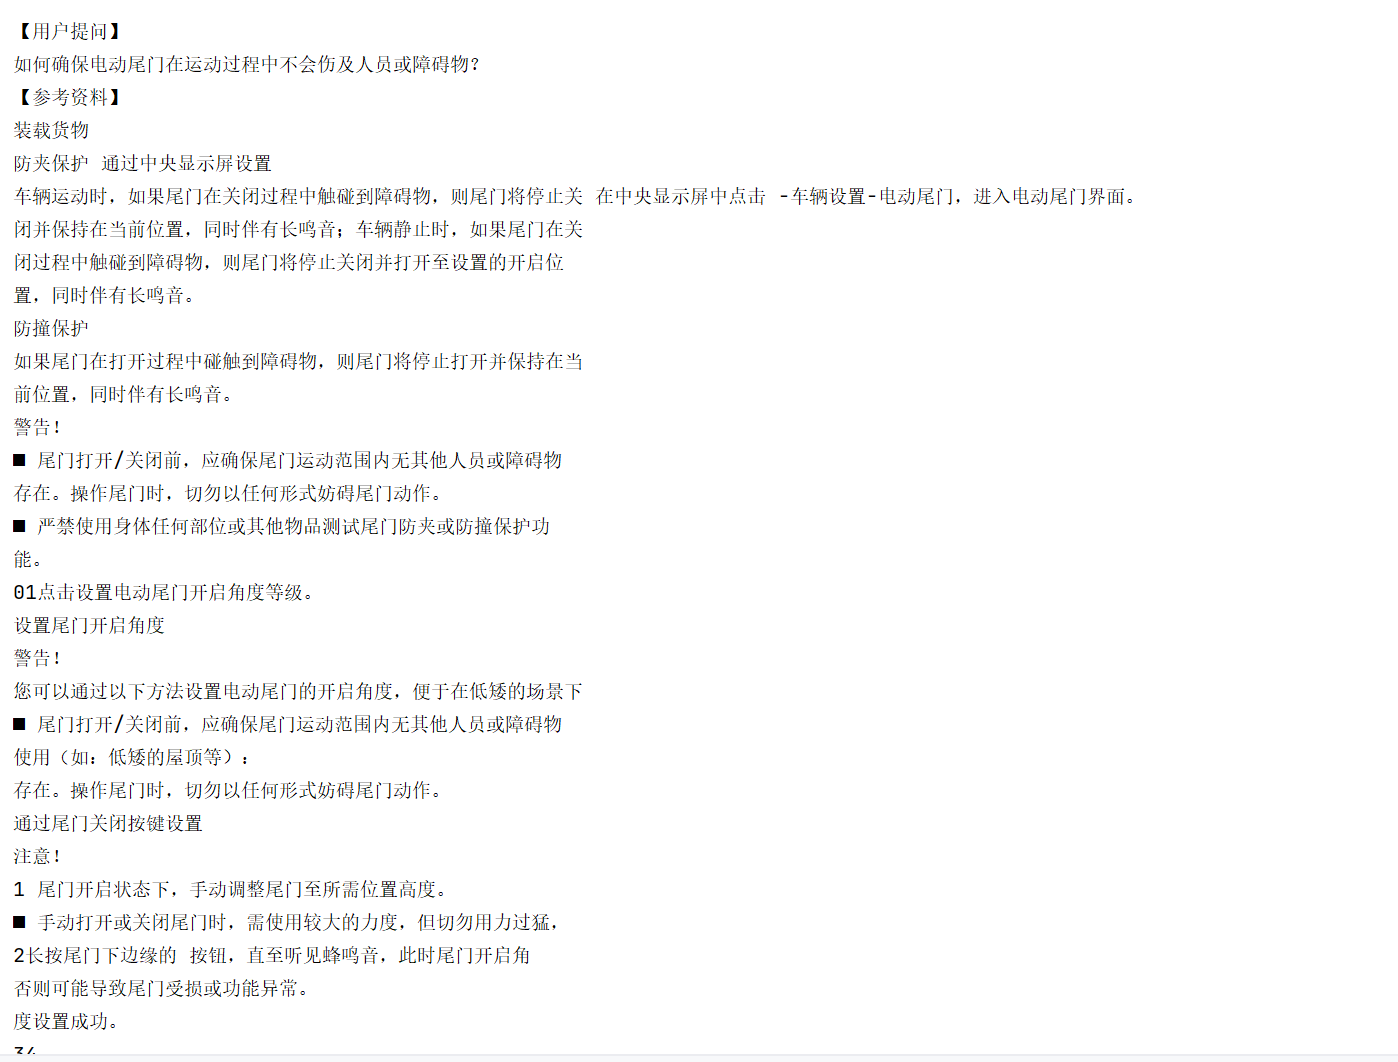 【用户提问】
如何确保电动尾门在运动过程中不会伤及人员或障碍物？
【参考资料】
装载货物
防夹保护 通过中央显示屏设置
车辆运动时，如果尾门在关闭过程中触碰到障碍物，则尾门将停止关 在中央显示屏中点击 -车辆设置-电动尾门，进入电动尾门界面。
闭并保持在当前位置，同时伴有长鸣音；车辆静止时，如果尾门在关
闭过程中触碰到障碍物，则尾门将停止关闭并打开至设置的开启位
置，同时伴有长鸣音。
防撞保护
如果尾门在打开过程中碰触到障碍物，则尾门将停止打开并保持在当
前位置，同时伴有长鸣音。
警告！
■ 尾门打开/关闭前，应确保尾门运动范围内无其他人员或障碍物
存在。操作尾门时，切勿以任何形式妨碍尾门动作。
■ 严禁使用身体任何部位或其他物品测试尾门防夹或防撞保护功
能。
01点击设置电动尾门开启角度等级。
设置尾门开启角度
警告！
您可以通过以下方法设置电动尾门的开启角度，便于在低矮的场景下
■ 尾门打开/关闭前，应确保尾门运动范围内无其他人员或障碍物
使用（如：低矮的屋顶等）：
存在。操作尾门时，切勿以任何形式妨碍尾门动作。
通过尾门关闭按键设置
注意！
1 尾门开启状态下，手动调整尾门至所需位置高度。
■ 手动打开或关闭尾门时，需使用较大的力度，但切勿用力过猛，
2长按尾门下边缘的 按钮，直至听见蜂鸣音，此时尾门开启角
否则可能导致尾门受损或功能异常。
度设置成功。
34